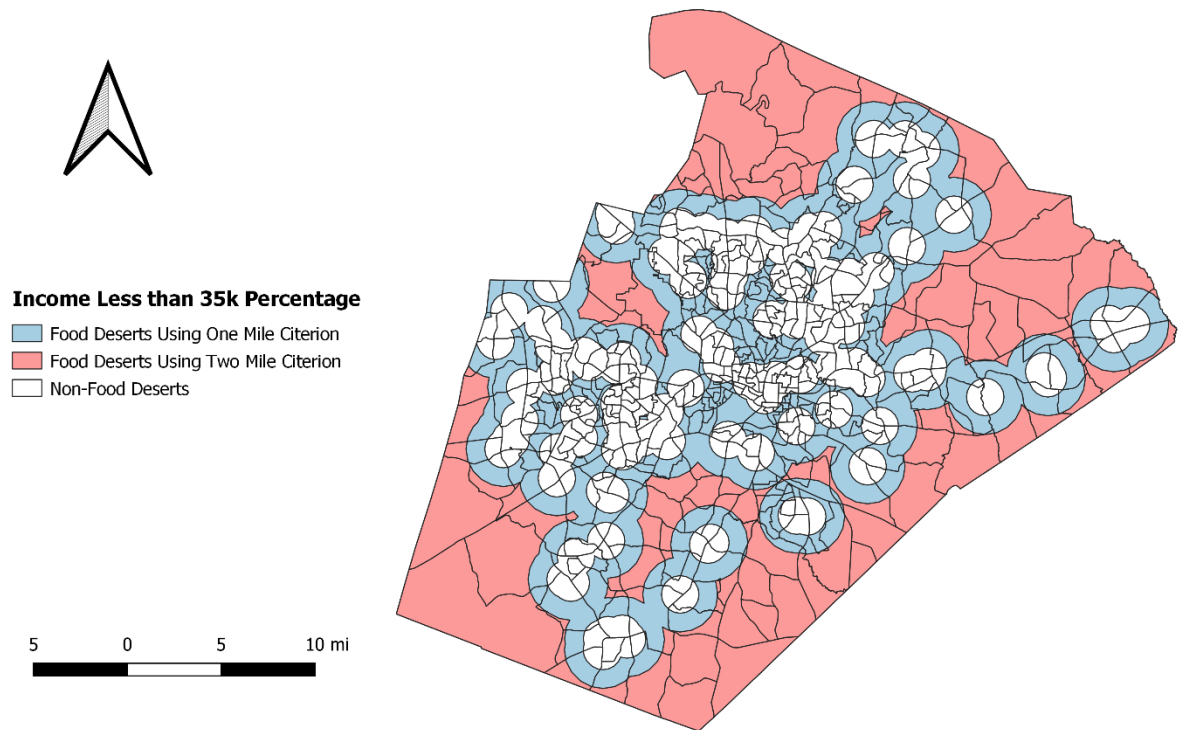 Income Less than 35k Percentage
Food Deserts Using One Mile Citerion
Food Deserts Using Two Mile Citerion
Non-Food Deserts
5 0 5 10 mi